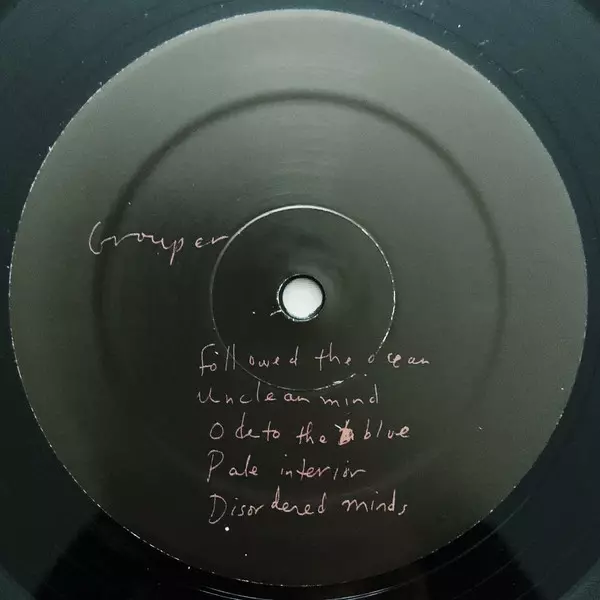 Grouper
followed the ocean
Unclean mind
Ode to the blue
Pale interior
Disordered minds